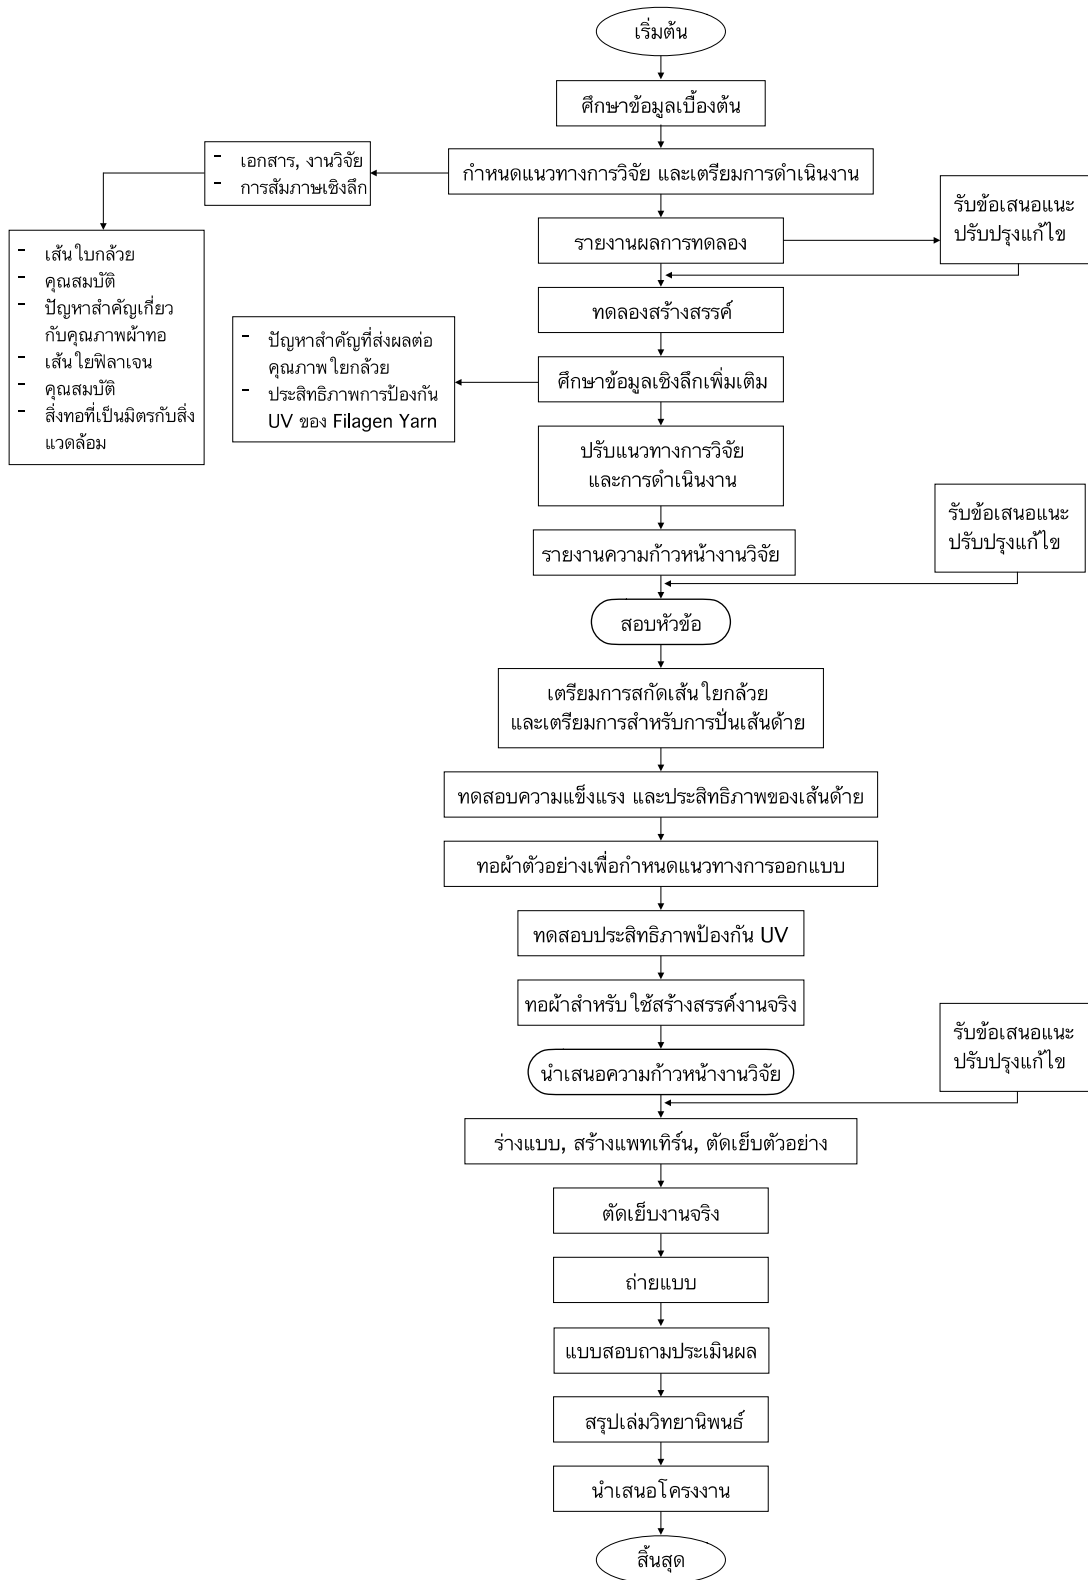 เริ่มต้น
ศึกษาข้อมูลเบื้องต้น
- เอกสาร, งานวิจัย
- การสัมภาษเชิงลึก
กำหนดแนวทางการวิจัย และเตรียมการดำเนินงาน
รับข้อเสนอแนะ
ปรับปรุงแก้ไข
รายงานผลการทดลอง
- เส้นใบกล้วย
- คุณสมบัติ
- ปัญหาสำคัญเกี่ยว
กับคุณภาพผ้าทอ
- เส้นใยฟิลาเจน
- คุณสมบัติ
- สิ่งทอที่เป็นมิตรกับสิ่ง
แวดล้อม
ทดลองสร้างสรรค์
- ปัญหาสำคัญที่ส่งผลต่อ
คุณภาพใยกล้วย
- ประสิทธิภาพการป้องกัน
UV ของ Filagen Yarn
ศึกษาข้อมูลเชิงลึกเพิ่มเติม
ปรับแนวทางการวิจัย
และการดำเนินงาน
รับข้อเสนอแนะ
ปรับปรุงแก้ไข
รายงานความก้าวหน้างานวิจัย
สอบหัวข้อ
เตรียมการสกัดเส้นใยกล้วย
และเตรียมการสำหรับการปั่นเส้นด้าย
ทดสอบความแข็งแรง และประสิทธิภาพของเส้นด้าย
ทอผ้าตัวอย่างเพื่อกำหนดแนวทางการออกแบบ
ทดสอบประสิทธิภาพป้องกัน UV
ทอผ้าสำหรับใช้สร้างสรรค์งานจริง
รับข้อเสนอแนะ
ปรับปรุงแก้ไข
นำเสนอความก้าวหน้างานวิจัย
ร่างแบบ, สร้างแพทเทิร์น, ตัดเย็บตัวอย่าง
ตัดเย็บงานจริง
ถ่ายแบบ
แบบสอบถามประเมินผล
สรุปเล่มวิทยานิพนธ์
นำเสนอโครงงาน
สิ้นสุด